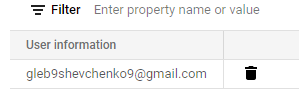 Filter Enter property name or value
User information
gleb9shevchenko9@gmail.com